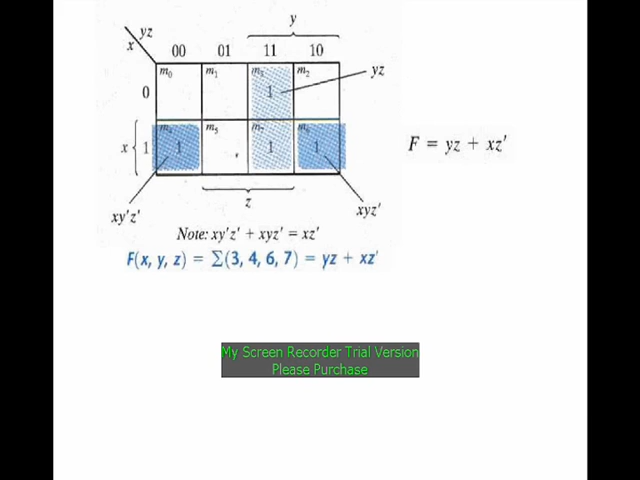 y
yz
x
00 01 11 10
m₀ m₁ m₃ m₂
yz
0 1
x 1 1 1 1
m₄ m₅ m₇ m₆
F = yz + xz'
z
xy'z'
xyz'
Note: xy'z' + xyz' = xz'
F(x, y, z) = Σ(3, 4, 6, 7) = yz + xz'
My Screen Recorder Trial Version
Please Purchase